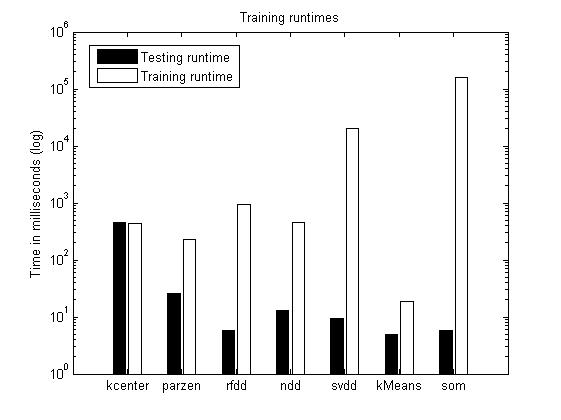 Training runtimes
Testing runtime
Training runtime
Time in milliseconds (log)
10^6
10^5
10^4
10^3
10^2
10^1
10^0
kcenter parzen rfdd ndd svdd kMeans som